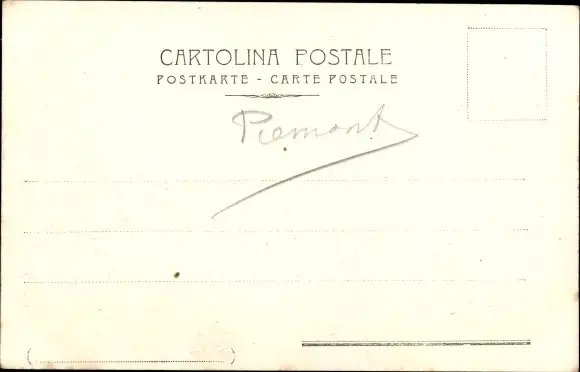 CARTOLINA POSTALE
POSTKARTE - CARTE POSTALE
Piemont